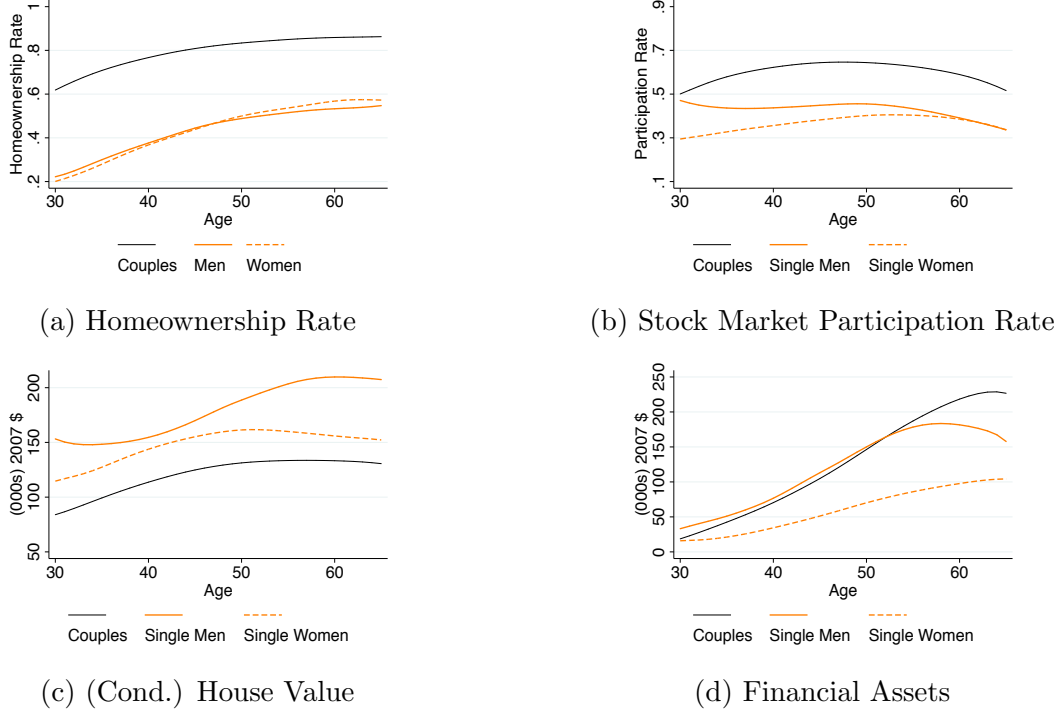 Homeownership Rate
.2 .4 .6 .8 1
30 40 50 60
Age
Couples Men Women
(a) Homeownership Rate
Participation Rate
.1 .3 .5 .7 .9
30 40 50 60
Age
Couples Single Men Single Women
(b) Stock Market Participation Rate
(000s) 2007 $
50 100 150 200
30 40 50 60
Age
Couples Single Men Single Women
(c) (Cond.) House Value
(000s) 2007 $
0 50 100 150 200 250
30 40 50 60
Age
Couples Single Men Single Women
(d) Financial Assets